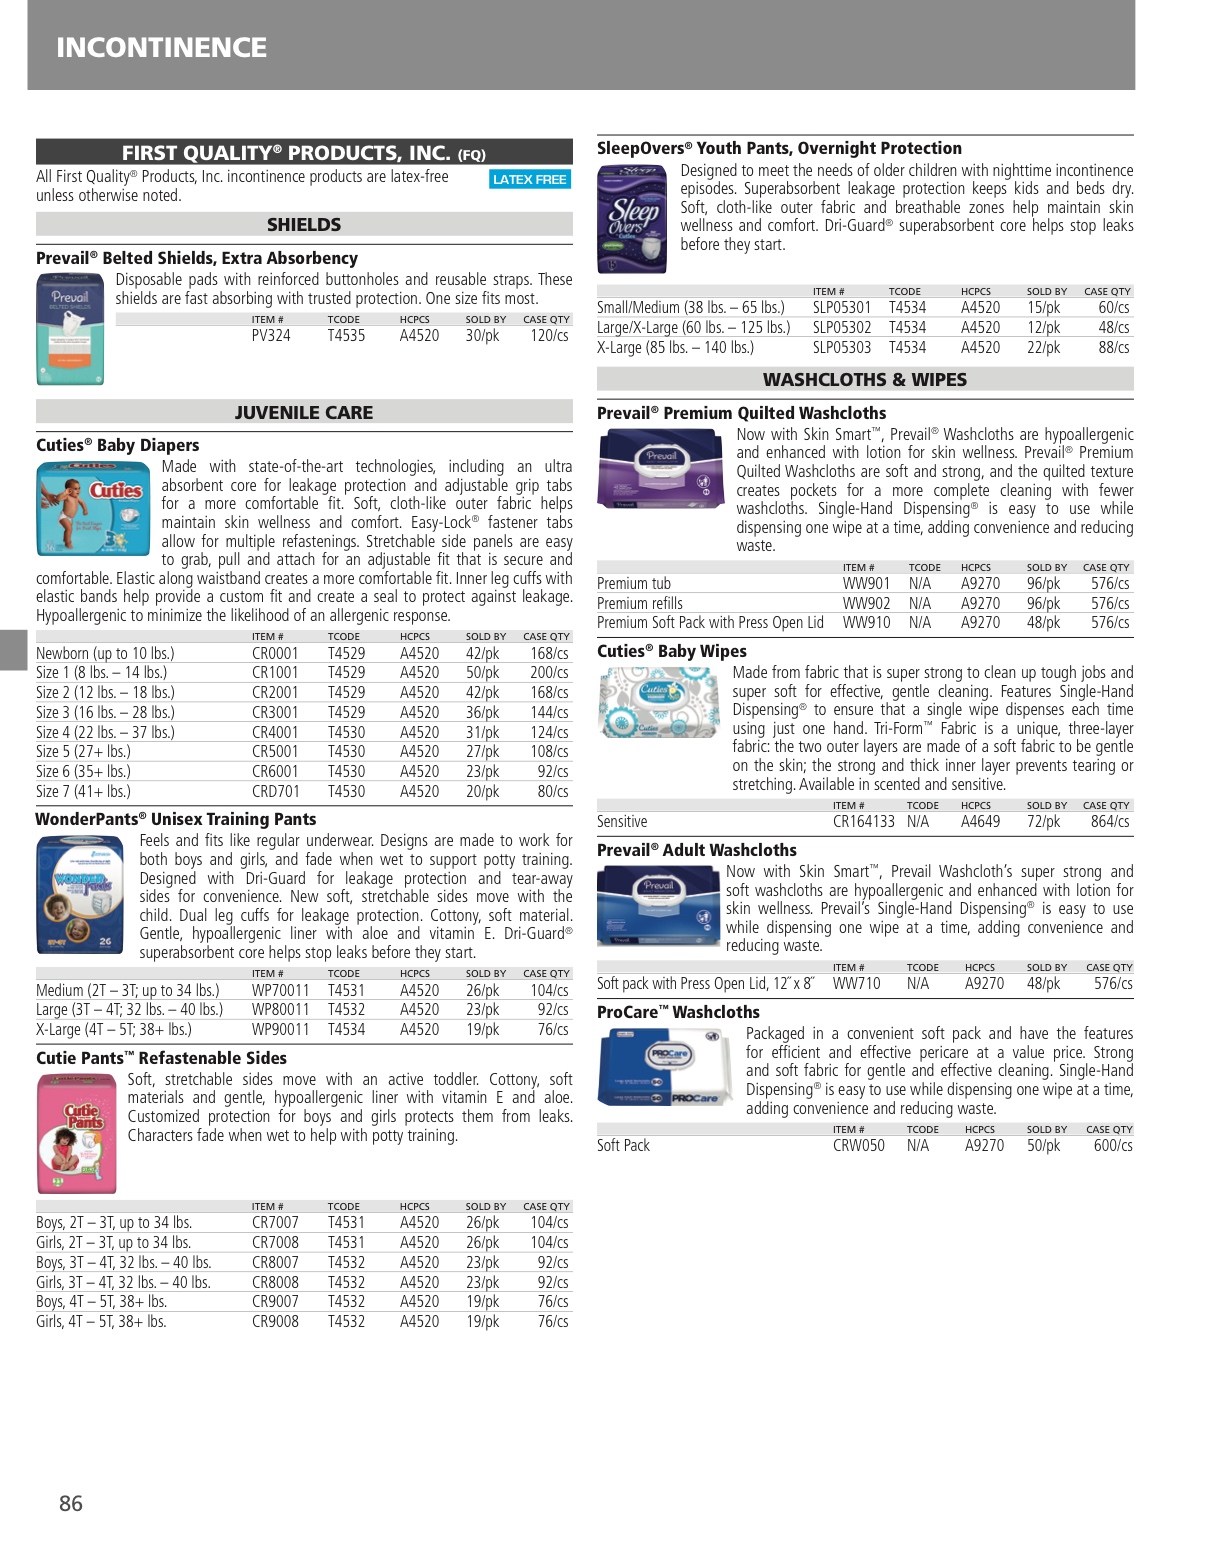 INCONTINENCE
FIRST QUALITY® PRODUCTS, INC. (FQ)
All First Quality® Products, Inc. incontinence products are latex-free
unless otherwise noted.
LATEX FREE
SHIELDS
Prevail® Belted Shields, Extra Absorbency
Prevail
Disposable pads with reinforced buttonholes and reusable straps. These
shields are fast absorbing with trusted protection. One size fits most.
ITEM # TCODE HCPCS SOLD BY CASE QTY
PV324 T4535 A4520 30/pk 120/cs
JUVENILE CARE
Cuties® Baby Diapers
Cuties
Made with state-of-the-art technologies, including an ultra
absorbent core for leakage protection and adjustable grip tabs
for a more comfortable fit. Soft, cloth-like outer fabric helps
maintain skin wellness and comfort. Easy-Lock® fastener tabs
allow for multiple refastenings. Stretchable side panels are easy
to grab, pull and attach for an adjustable fit that is secure and
comfortable. Elastic along waistband creates a more comfortable fit. Inner leg cuffs with
elastic bands help provide a custom fit and create a seal to protect against leakage.
Hypoallergenic to minimize the likelihood of an allergic response.
ITEM # TCODE HCPCS SOLD BY CASE QTY
Newborn (up to 10 lbs.) CR0001 T4529 A4520 42/pk 168/cs
Size 1 (8 lbs. – 14 lbs.) CR1001 T4529 A4520 50/pk 200/cs
Size 2 (12 lbs. – 18 lbs.) CR2001 T4529 A4520 42/pk 168/cs
Size 3 (16 lbs. – 28 lbs.) CR3001 T4529 A4520 36/pk 144/cs
Size 4 (22 lbs. – 37 lbs.) CR4001 T4530 A4520 31/pk 124/cs
Size 5 (27+ lbs.) CR5001 T4530 A4520 27/pk 108/cs
Size 6 (35+ lbs.) CR6001 T4530 A4520 23/pk 92/cs
Size 7 (41+ lbs.) CRD701 T4530 A4520 20/pk 80/cs
WonderPants® Unisex Training Pants
WONDER
Pants
26
Feels and fits like regular underwear. Designs are made to work for
both boys and girls, and fade when wet to support potty training.
Designed with Dri-Guard for leakage protection and tear-away
sides for convenience. New soft, stretchable sides move with the
child. Dual leg cuffs for leakage protection. Cottony, soft material.
Gentle, hypoallergenic liner with aloe and vitamin E. Dri-Guard®
superabsorbent core helps stop leaks before they start.
ITEM # TCODE HCPCS SOLD BY CASE QTY
Medium (2T – 3T; up to 34 lbs.) WP70011 T4531 A4520 26/pk 104/cs
Large (3T – 4T; 32 lbs. – 40 lbs.) WP80011 T4532 A4520 23/pk 92/cs
X-Large (4T – 5T; 38+ lbs.) WP90011 T4534 A4520 19/pk 76/cs
Cutie Pants™ Refastenable Sides
Cutie
Pants
Soft, stretchable sides move with an active toddler. Cottony, soft
materials and gentle, hypoallergenic liner with vitamin E and aloe.
Customized protection for boys and girls protects them from leaks.
Characters fade when wet to help with potty training.
ITEM # TCODE HCPCS SOLD BY CASE QTY
Boys, 2T – 3T, up to 34 lbs. CR7007 T4531 A4520 26/pk 104/cs
Girls, 2T – 3T, up to 34 lbs. CR7008 T4531 A4520 26/pk 104/cs
Boys, 3T – 4T, 32 lbs. – 40 lbs. CR8007 T4532 A4520 23/pk 92/cs
Girls, 3T – 4T, 32 lbs. – 40 lbs. CR8008 T4532 A4520 23/pk 92/cs
Boys, 4T – 5T, 38+ lbs. CR9007 T4532 A4520 19/pk 76/cs
Girls, 4T – 5T, 38+ lbs. CR9008 T4532 A4520 19/pk 76/cs
SleepOvers® Youth Pants, Overnight Protection
Sleep
Overs
Designed to meet the needs of older children with nighttime incontinence
episodes. Superabsorbent leakage protection keeps kids and beds dry.
Soft, cloth-like outer fabric and breathable zones help maintain skin
wellness and comfort. Dri-Guard® superabsorbent core helps stop leaks
before they start.
ITEM # TCODE HCPCS SOLD BY CASE QTY
Small/Medium (38 lbs. – 65 lbs.) SLP05301 T4534 A4520 15/pk 60/cs
Large/X-Large (60 lbs. – 125 lbs.) SLP05302 T4534 A4520 12/pk 48/cs
X-Large (85 lbs. – 140 lbs.) SLP05303 T4534 A4520 22/pk 88/cs
WASHCLOTHS & WIPES
Prevail® Premium Quilted Washcloths
Prevail
Now with Skin Smart™, Prevail® Washcloths are hypoallergenic
and enhanced with lotion for skin wellness. Prevail® Premium
Quilted Washcloths are soft and strong, and the quilted texture
creates pockets for a more complete cleaning with fewer
washcloths. Single-Hand Dispensing® is easy to use while
dispensing one wipe at a time, adding convenience and reducing
waste.
ITEM # TCODE HCPCS SOLD BY CASE QTY
Premium tub WW901 N/A A9270 96/pk 576/cs
Premium refills WW902 N/A A9270 96/pk 576/cs
Premium Soft Pack with Press Open Lid WW910 N/A A9270 48/pk 576/cs
Cuties® Baby Wipes
Cuties
Made from fabric that is super strong to clean up tough jobs and
super soft for effective, gentle cleaning. Features Single-Hand
Dispensing® to ensure that a single wipe dispenses each time
using just one hand. Tri-Form™ Fabric is a unique, three-layer
fabric: the two outer layers are made of a soft fabric to be gentle
on the skin; the strong and thick inner layer prevents tearing or
stretching. Available in scented and sensitive.
ITEM # TCODE HCPCS SOLD BY CASE QTY
Sensitive CR164133 N/A A4649 72/pk 864/cs
Prevail® Adult Washcloths
Prevail
Now with Skin Smart™, Prevail Washcloth’s super strong and
soft washcloths are hypoallergenic and enhanced with lotion for
skin wellness. Prevail’s Single-Hand Dispensing® is easy to use
while dispensing one wipe at a time, adding convenience and
reducing waste.
ITEM # TCODE HCPCS SOLD BY CASE QTY
Soft pack with Press Open Lid, 12˝ x 8˝ WW710 N/A A9270 48/pk 576/cs
ProCare™ Washcloths
PROCare
PROCare
Packaged in a convenient soft pack and have the features
for efficient and effective pericare at a value price. Strong
and soft fabric for gentle and effective cleaning. Single-Hand
Dispensing® is easy to use while dispensing one wipe at a time,
adding convenience and reducing waste.
ITEM # TCODE HCPCS SOLD BY CASE QTY
Soft Pack CRW050 N/A A9270 50/pk 600/cs
86